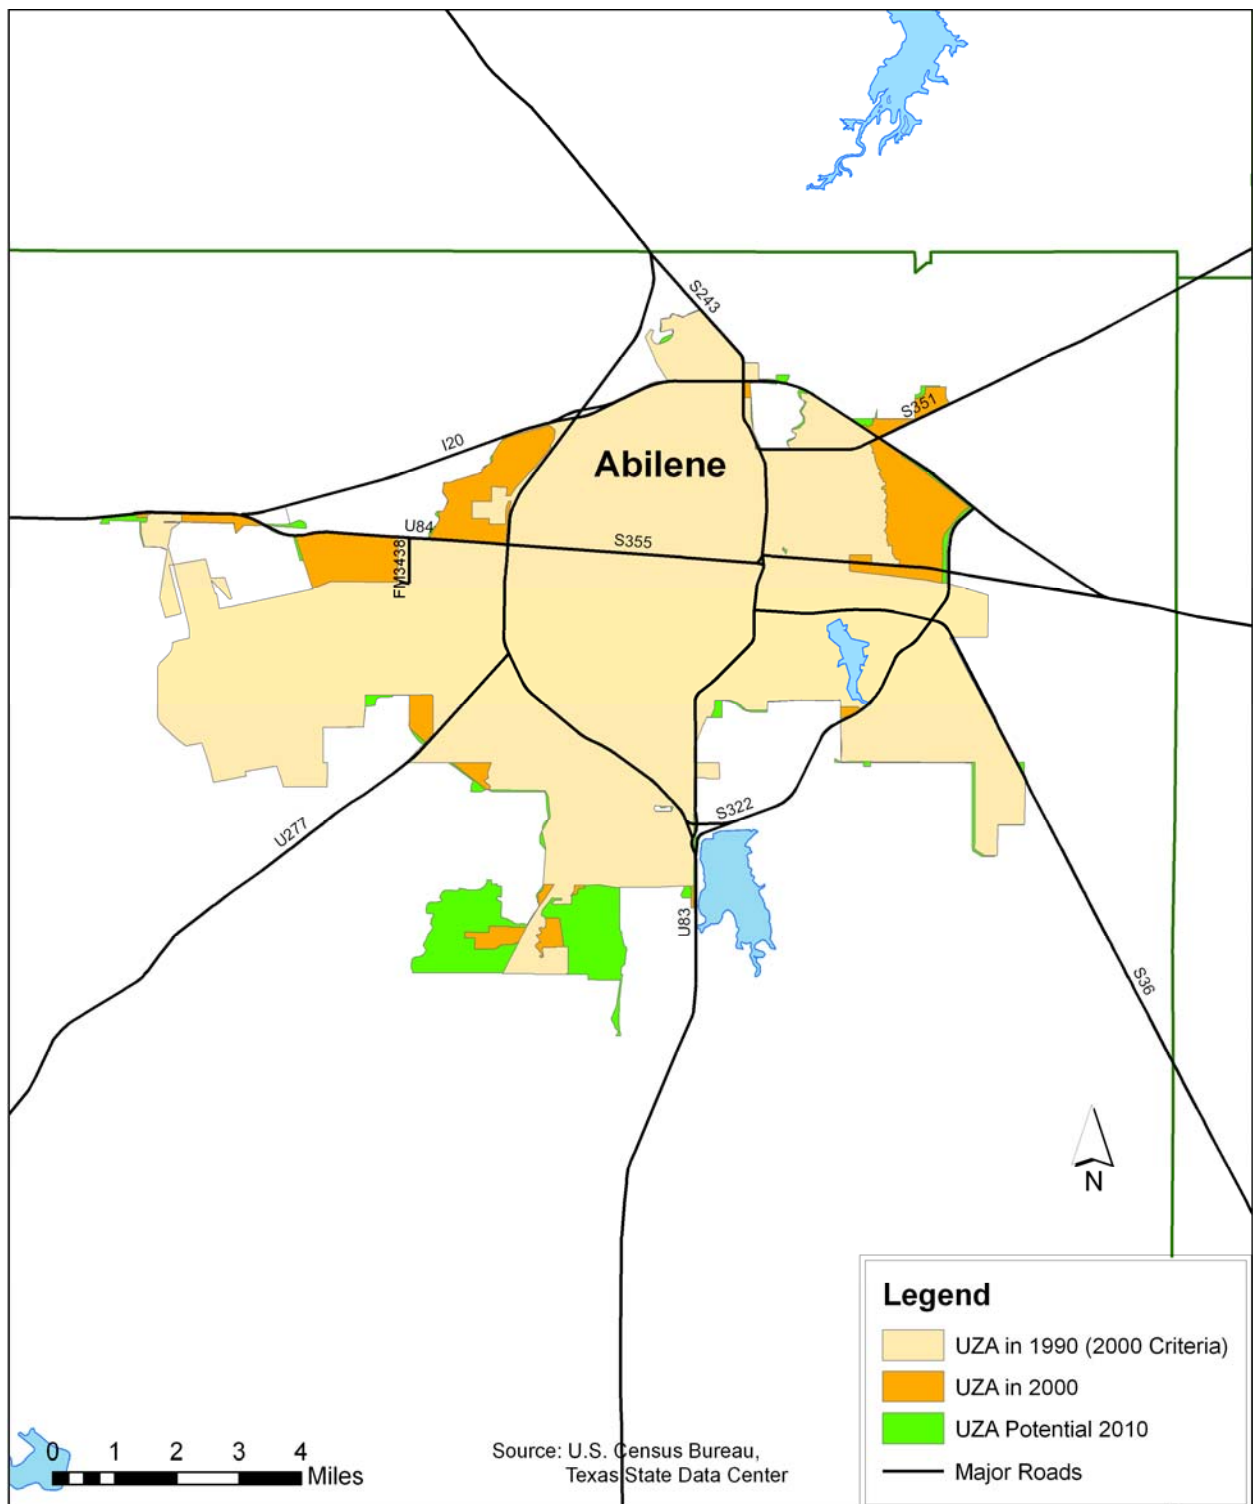 S243
S351
I20
Abilene
U84
S355
FM3438
S322
U277
U83
S36
N
Legend
UZA in 1990 (2000 Criteria)
UZA in 2000
UZA Potential 2010
Major Roads
0 1 2 3 4
Miles
Source: U.S. Census Bureau,
Texas State Data Center